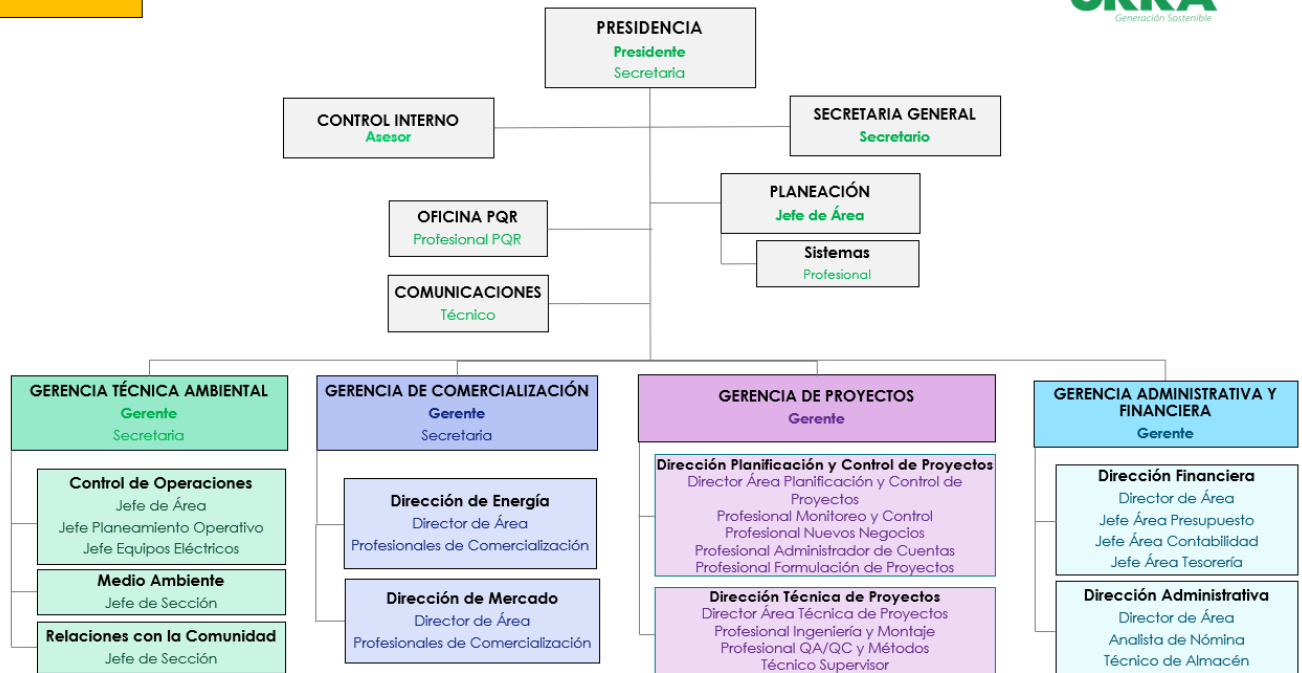 Generación Sostenible
PRESIDENCIA
Presidente
Secretaria
CONTROL INTERNO
Asesor
SECRETARIA GENERAL
Secretario
PLANEACIÓN
Jefe de Área
OFICINA PQR
Profesional PQR
Sistemas
Profesional
COMUNICACIONES
Técnico
GERENCIA TÉCNICA AMBIENTAL
Gerente
Secretaria
Control de Operaciones
Jefe de Área
Jefe Planeamiento Operativo
Jefe Equipos Eléctricos
Medio Ambiente
Jefe de Sección
Relaciones con la Comunidad
Jefe de Sección
GERENCIA DE COMERCIALIZACIÓN
Gerente
Secretaria
Dirección de Energía
Director de Área
Profesionales de Comercialización
Dirección de Mercado
Director de Área
Profesionales de Comercialización
GERENCIA DE PROYECTOS
Gerente
Dirección Planificación y Control de Proyectos
Director Área Planificación y Control de
Proyectos
Profesional Monitoreo y Control
Profesional Nuevos Negocios
Profesional Administrador de Cuentas
Profesional Formulación de Proyectos
Dirección Técnica de Proyectos
Director Área Técnica de Proyectos
Profesional Ingeniería y Montaje
Profesional QA/QC y Métodos
Técnico Supervisor
GERENCIA ADMINISTRATIVA Y
FINANCIERA
Gerente
Dirección Financiera
Director de Área
Jefe Área Presupuesto
Jefe Área Contabilidad
Jefe Área Tesorería
Dirección Administrativa
Director de Área
Analista de Nómina
Técnico de Almacén